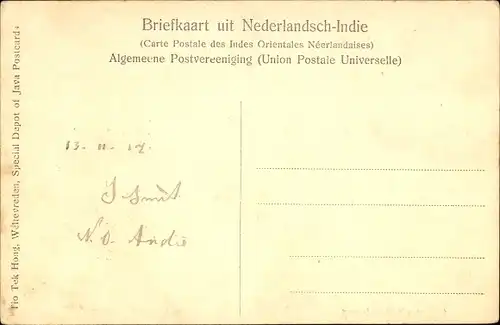 Briefkaart uit Nederlandsch-Indie
(Carte Postale des Indes Orientales Néerlandaises)
Algemeene Postvereeniging (Union Postale Universelle)
Tio Tek Hong, Weltevreden, Special Depot of Java Postcards
13-11-
J Smit
N.O. Indie